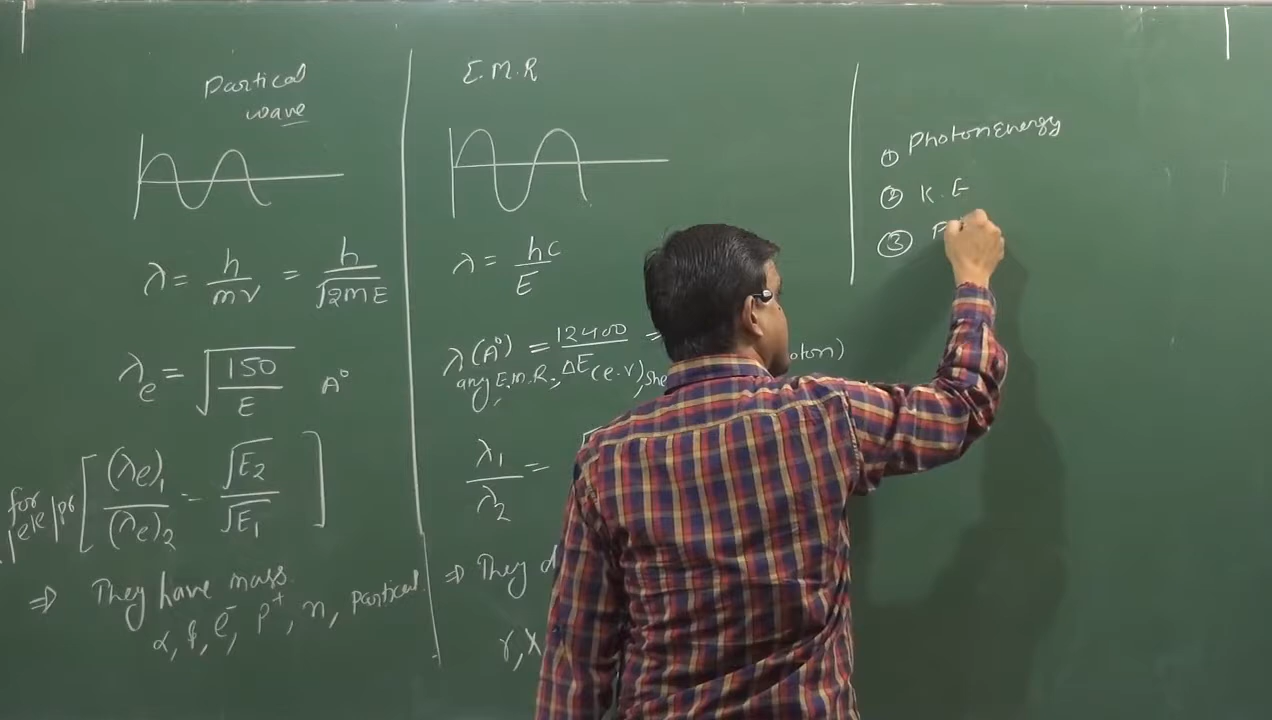 Partical
wave
λ = h/mv = h/√2mE
λe = √150/E A°
for
[(λe)₁/(λe)₂ = √E₂/√E₁]
⇒ They have mass.
α, e⁻, p⁺, n, Partical
E.M.R
λ = hc/E
λ(A°) = 12400/ΔE(e.v) =
any E.M.R.
λ₁/λ₂ =
⇒ They
γ, X
① Photon Energy
② K.E
③